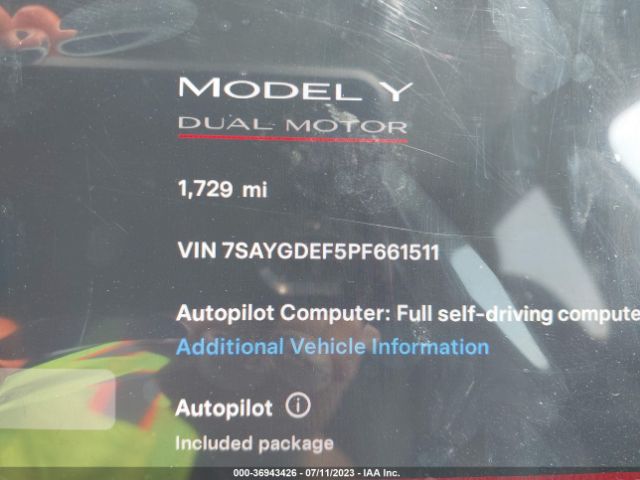 MODEL Y
DUAL MOTOR
1,729 mi
VIN 7SAYGDEF5PF661511
Autopilot Computer: Full self-driving compute
Additional Vehicle Information
Autopilot
Included package
000-36943426 - 07/11/2023 - IAA Inc.